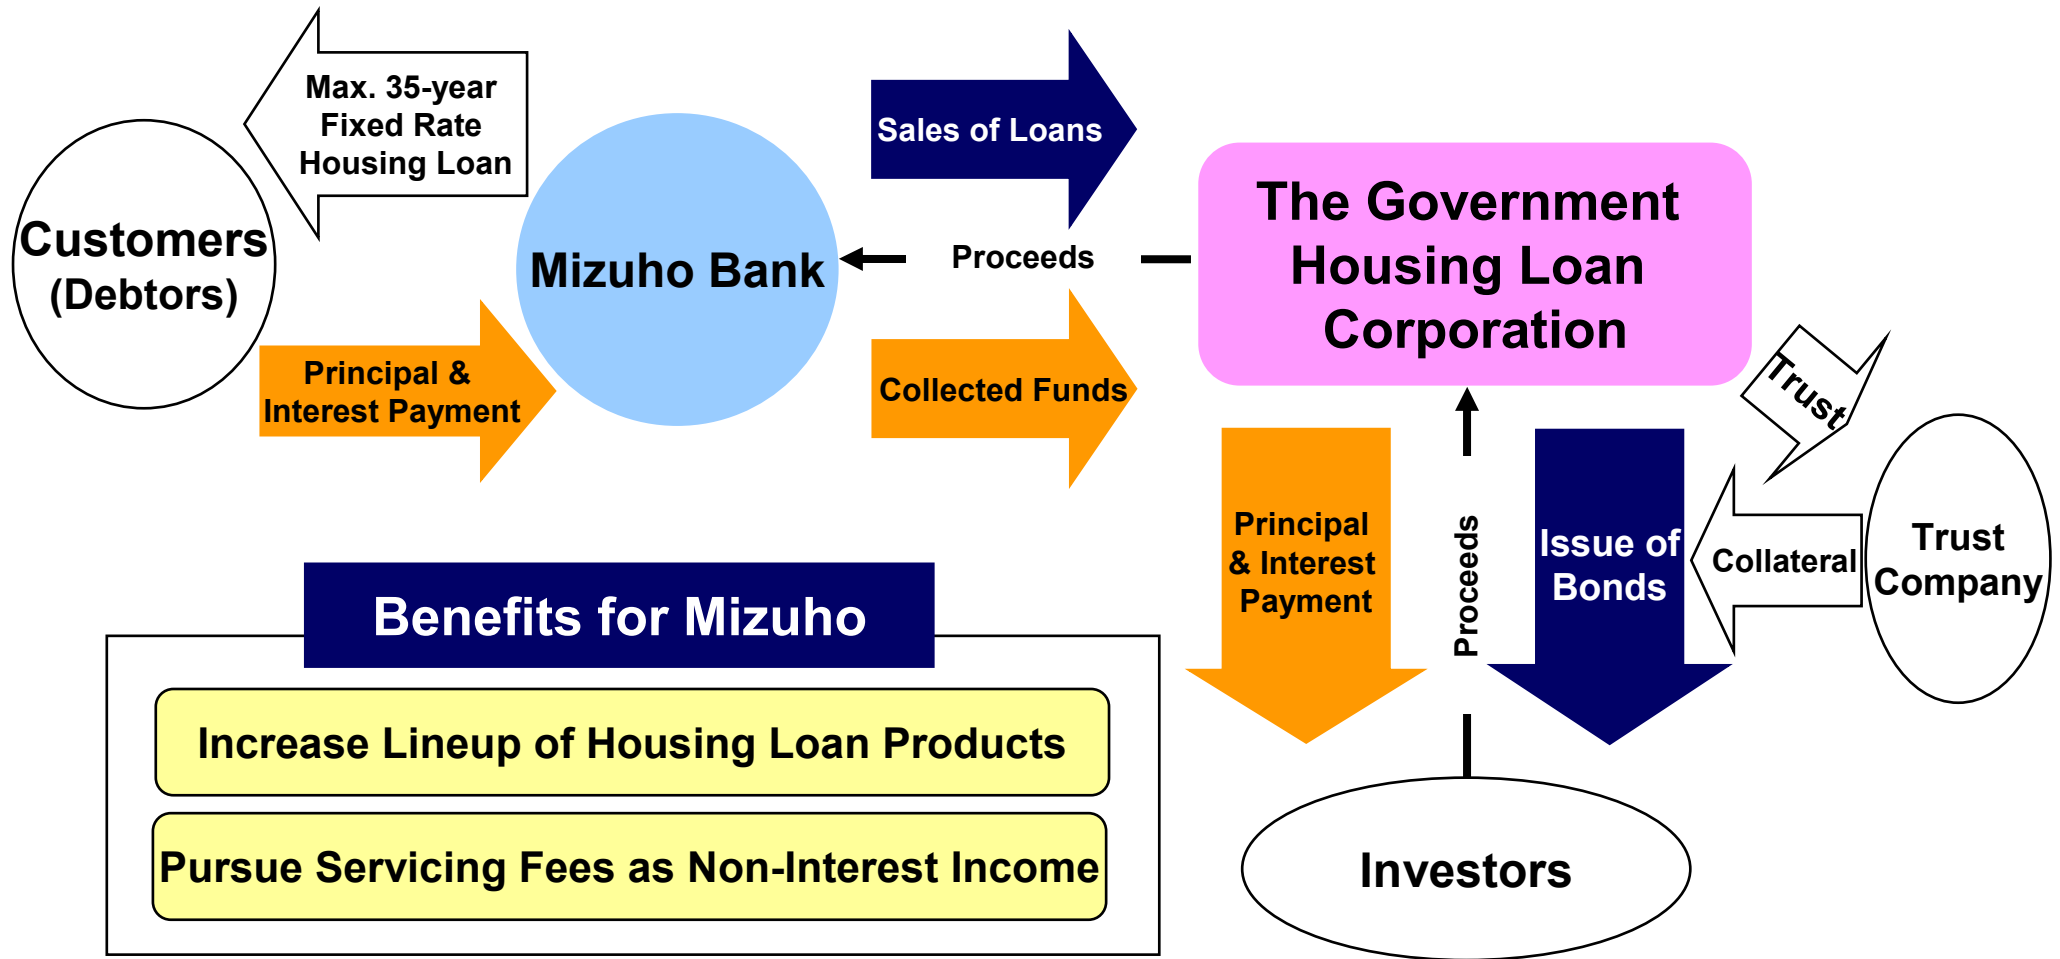 Max. 35-year
Fixed Rate
Housing Loan
Customers
(Debtors)
Principal &
Interest Payment
Mizuho Bank
Sales of Loans
Proceeds
Collected Funds
The Government
Housing Loan
Corporation
Trust
Principal
& Interest
Payment
Proceeds
Issue of
Bonds
Collateral
Trust
Company
Investors
Benefits for Mizuho
Increase Lineup of Housing Loan Products
Pursue Servicing Fees as Non-Interest Income